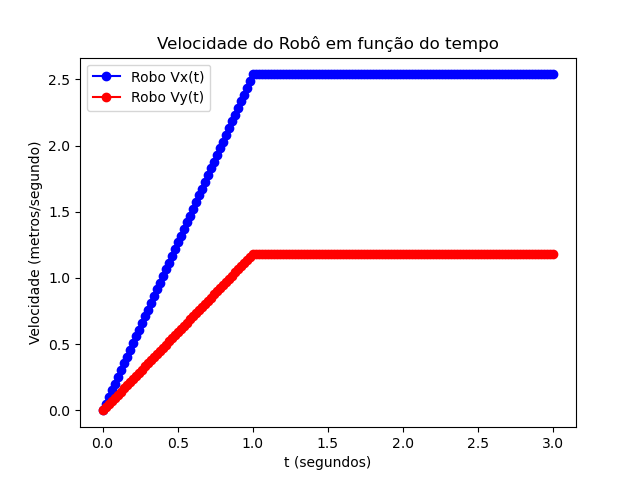 Velocidade do Robô em função do tempo
Robo Vx(t)
Robo Vy(t)
Velocidade (metros/segundo)
2.5
2.0
1.5
1.0
0.5
0.0
0.0 0.5 1.0 1.5 2.0 2.5 3.0
t (segundos)